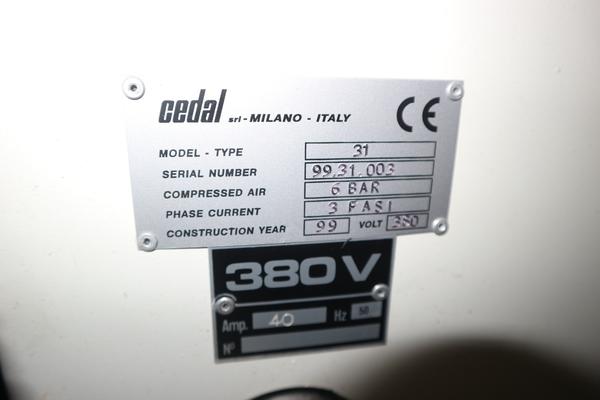 cedal srl - MILANO - ITALY CE
MODEL - TYPE 31
SERIAL NUMBER 99.31.003
COMPRESSED AIR 6 BAR
PHASE CURRENT 3 FASI
CONSTRUCTION YEAR 99 VOLT 380
380 V
Amp. 40 Hz 50
N°